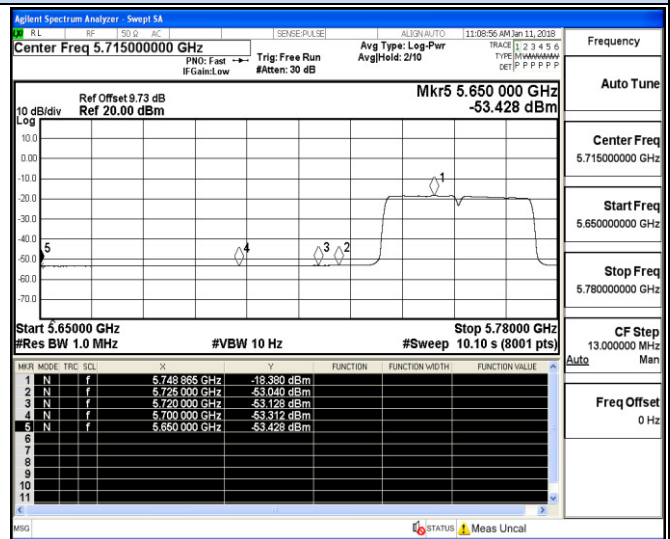 Agilent Spectrum Analyzer - Swept SA
RL RF 50 Ω AC SENSE:PULSE ALIGN AUTO 11:08:56 AM Jan 11, 2018
Center Freq 5.715000000 GHz
PNO: Fast
IFGain:Low
Trig: Free Run
#Atten: 30 dB
Avg Type: Log-Pwr
Avg|Hold: 2/10
TRACE 1 2 3 4 5 6
TYPE MWWWWW
DET P P P P P P
Ref Offset 9.73 dB
10 dB/div Ref 20.00 dBm
Log
Mkr5 5.650 000 GHz
-53.428 dBm
10.0
0.00
-10.0
-20.0
-30.0
-40.0
-50.0
-60.0
-70.0
1
5 4 3 2
Start 5.65000 GHz Stop 5.78000 GHz
#Res BW 1.0 MHz #VBW 10 Hz #Sweep 10.10 s (8001 pts)
MKR MODE TRC SCL X Y FUNCTION FUNCTION WIDTH FUNCTION VALUE
1 N f 5.748 865 GHz -18.380 dBm
2 N f 5.725 000 GHz -53.040 dBm
3 N f 5.720 000 GHz -53.128 dBm
4 N f 5.700 000 GHz -53.312 dBm
5 N f 5.650 000 GHz -53.428 dBm
6
7
8
9
10
11
MSG STATUS Meas Uncal
Frequency
Auto Tune
Center Freq
5.715000000 GHz
Start Freq
5.650000000 GHz
Stop Freq
5.780000000 GHz
CF Step
13.000000 MHz
Auto Man
Freq Offset
0 Hz